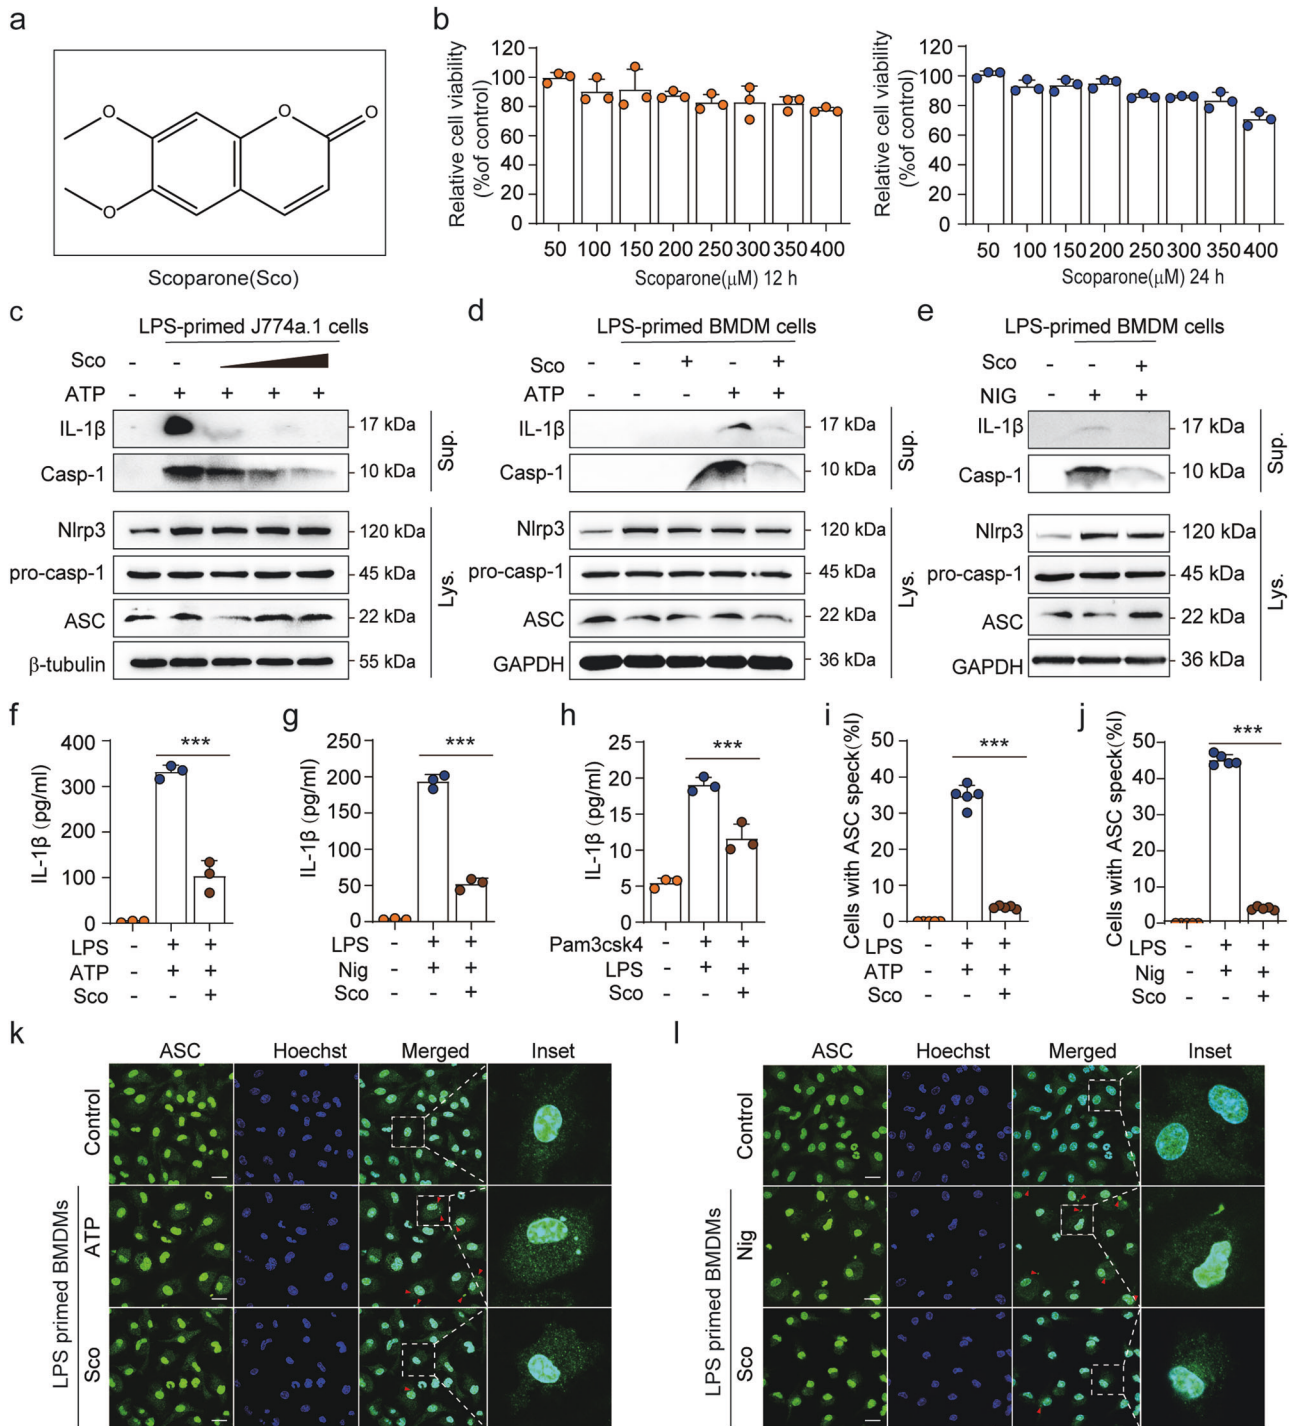 a
O
O
O
O
Scoparone(Sco)
b
Relative cell viability
(%of control)
120
100
80
60
40
20
0
50 100 150 200 250 300 350 400
Scoparone(μM) 12 h
Relative cell viability
(%of control)
120
100
80
60
40
20
0
50 100 150 200 250 300 350 400
Scoparone(μM) 24 h
c
LPS-primed J774a.1 cells
Sco - -
ATP - + + + +
IL-1β 17 kDa
Casp-1 10 kDa
Sup.
Nlrp3 120 kDa
pro-casp-1 45 kDa
ASC 22 kDa
β-tubulin 55 kDa
Lys.
d
LPS-primed BMDM cells
Sco - - + - +
ATP - - - + +
IL-1β 17 kDa
Casp-1 10 kDa
Sup.
Nlrp3 120 kDa
pro-casp-1 45 kDa
ASC 22 kDa
GAPDH 36 kDa
Lys.
e
LPS-primed BMDM cells
Sco - - +
NIG - + +
IL-1β 17 kDa
Casp-1 10 kDa
Sup.
Nlrp3 120 kDa
pro-casp-1 45 kDa
ASC 22 kDa
GAPDH 36 kDa
Lys.
f
IL-1β (pg/ml)
400
300
200
100
0
***
LPS - + +
ATP - + +
Sco - - +
g
IL-1β (pg/ml)
250
200
150
100
50
0
***
LPS - + +
Nig - + +
Sco - - +
h
IL-1β (pg/ml)
25
20
15
10
5
0
***
Pam3csk4 - + +
LPS - + +
Sco - - +
i
Cells with ASC speck(%l)
50
40
30
20
10
0
***
LPS - + +
ATP - + +
Sco - - +
j
Cells with ASC speck(%l)
50
40
30
20
10
0
***
LPS - + +
Nig - + +
Sco - - +
k
ASC Hoechst Merged Inset
Control
ATP
Sco
LPS primed BMDMs
l
ASC Hoechst Merged Inset
Control
Nig
Sco
LPS primed BMDMs